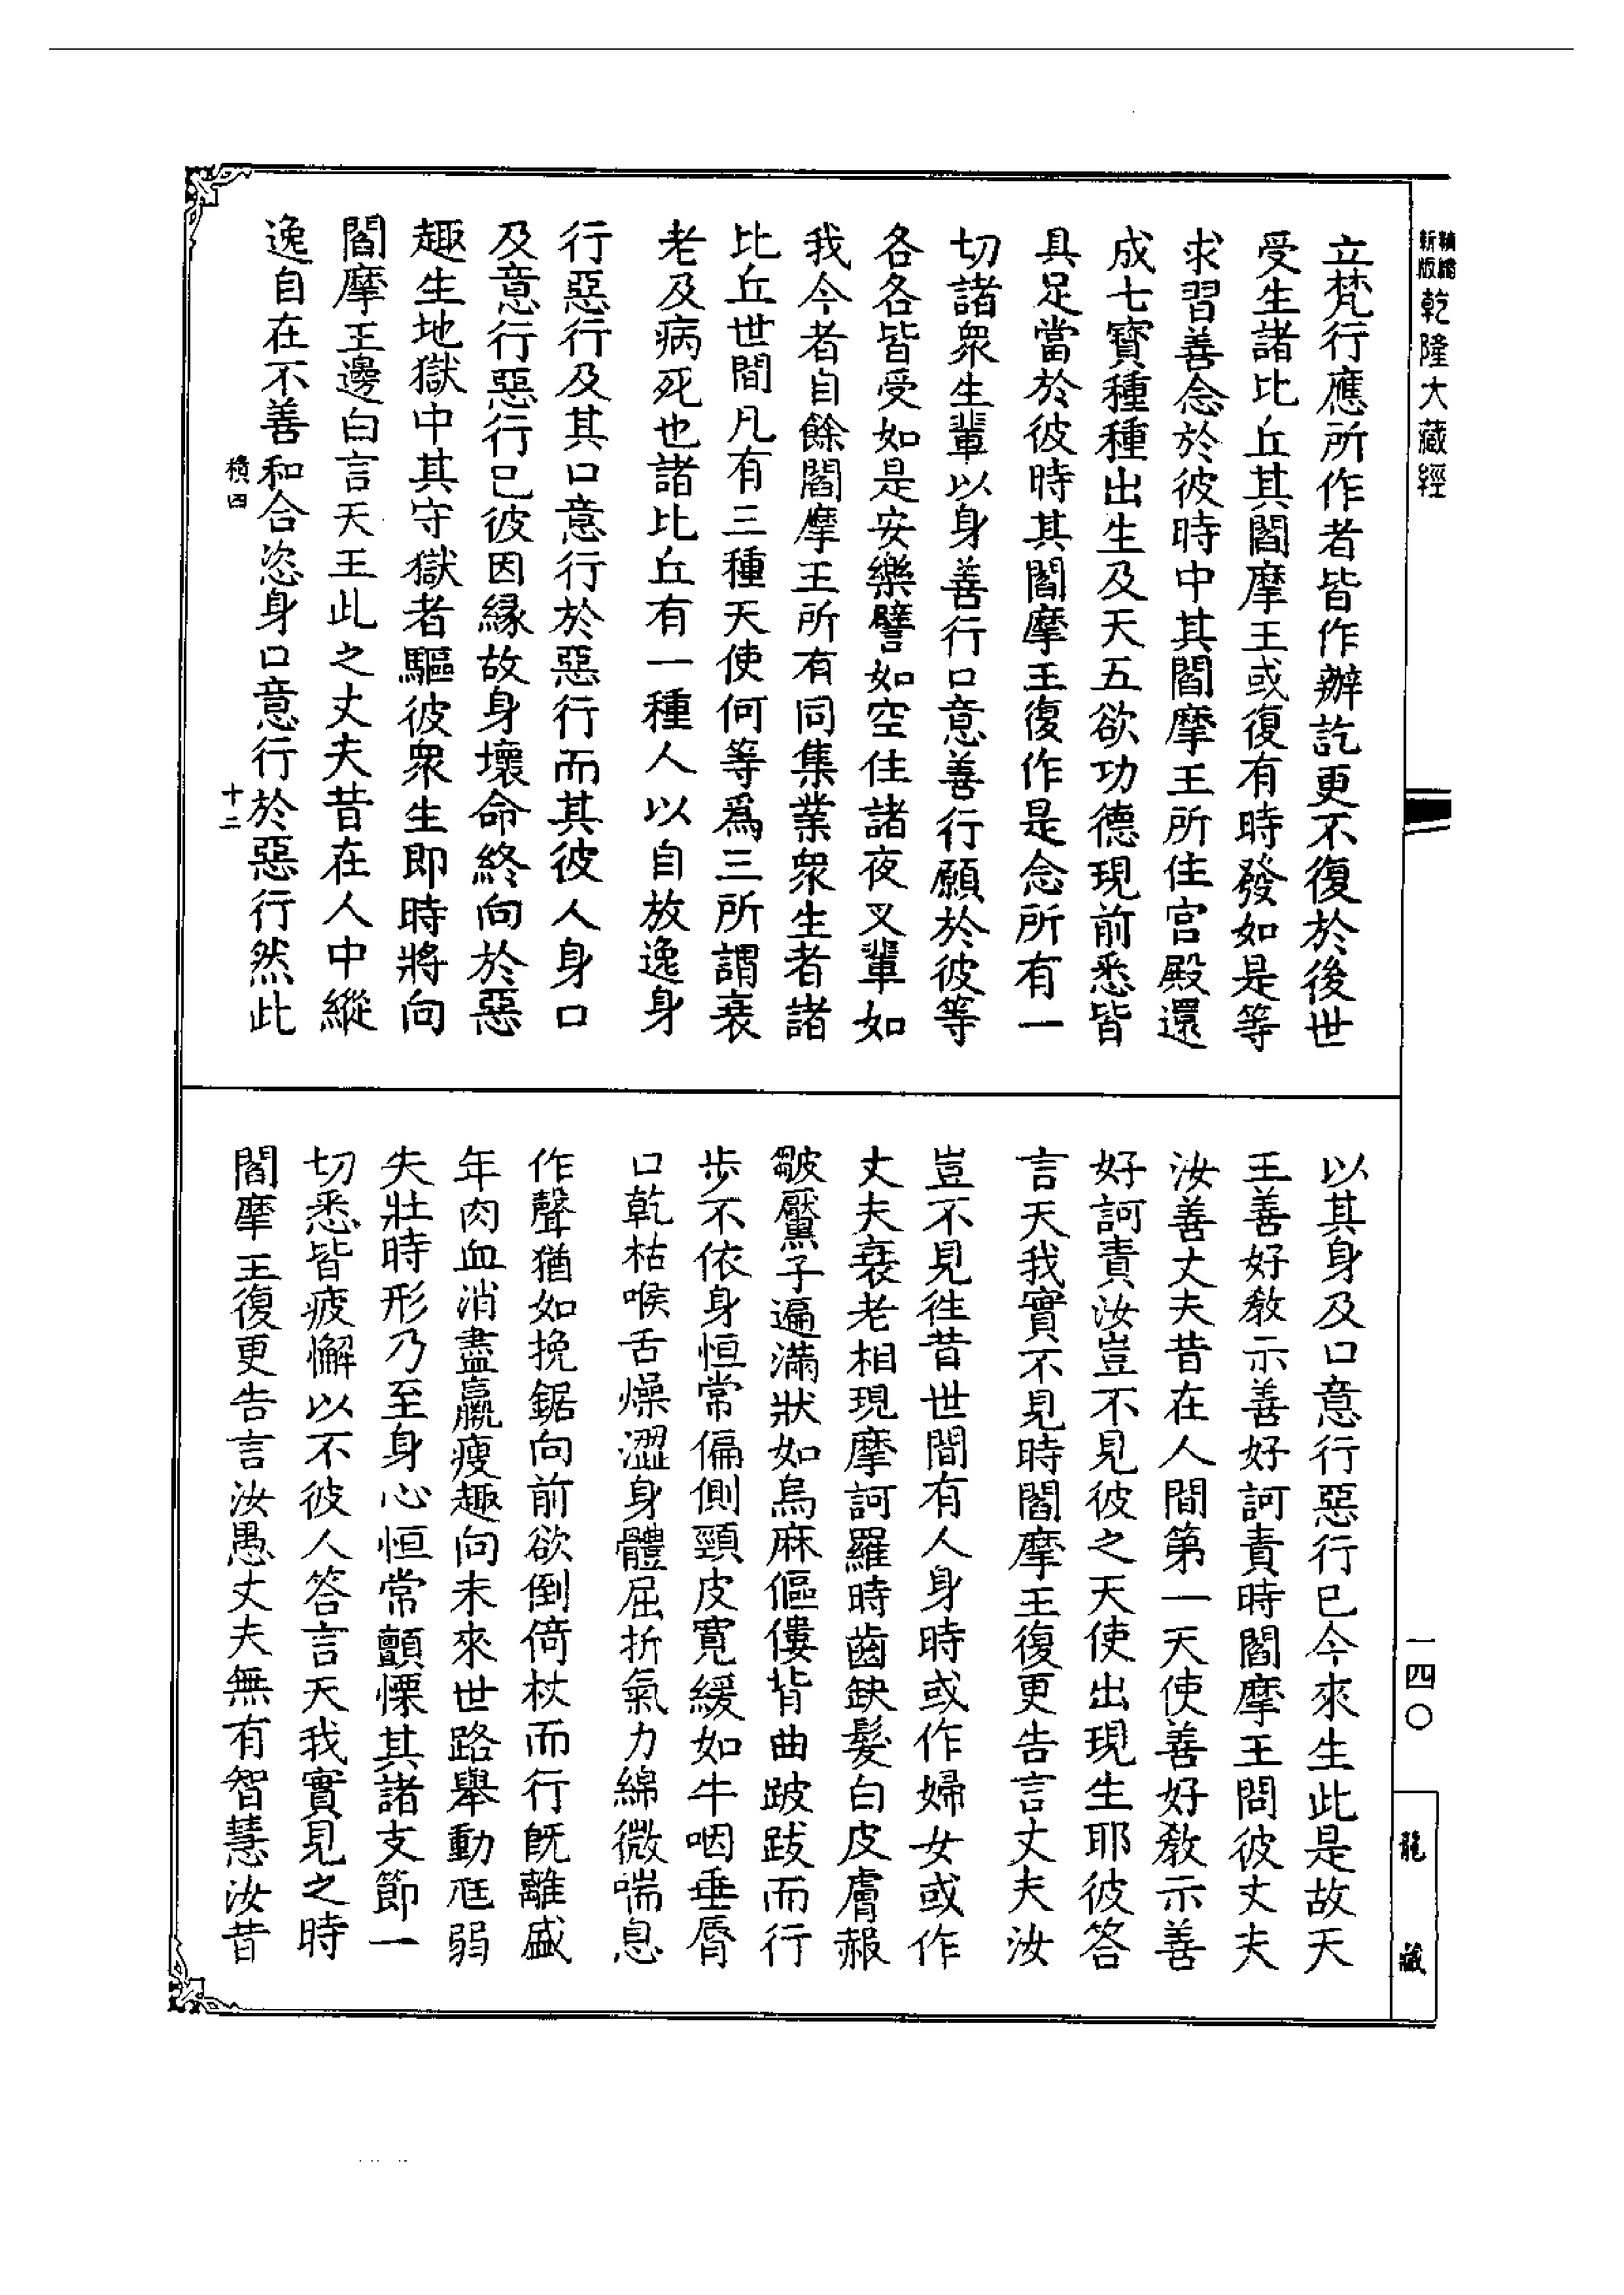 新版
乾隆大藏經
立梵行應所作者皆作辦訖更不復於後世
受生諸比丘其閻摩王或復有時發如是等
求習善念於彼時中其閻摩王所住宮殿還
成七寳種種出生及天五欲功德現前悉皆
具足當於彼時其閻摩王復作是念所有一
切諸衆生輩以身善行口意善行願於彼等
各各皆受如是安樂譬如空住諸夜叉輩如
我今者自餘閻摩王所有同集業衆生者諸
比丘世間凡有三種天使何等爲三所謂衰
老及病死也諸比丘有一種人以自放逸身
行惡行及其口意行於惡行而其彼人身口
及意行惡行已彼因緣故身壞命終向於惡
趣生地獄中其守獄者驅彼衆生即時將向
閻摩王邊白言天王此之丈夫昔在人中縱
逸自在不善和合恣身口意行於惡行然此
積四
十二
以其身及口意行惡行已今來生此是故天
王善好敎示善好訶責時閻摩王問彼丈夫
汝善丈夫昔在人間第一天使善好敎示善
好訶責汝豈不見彼之天使出現生耶彼答
言天我實不見時閻摩王復更告言丈夫汝
豈不見往昔世間有人身時或作婦女或作
丈夫衰老相現摩訶羅時齒缺髮白皮膚赧
皺黶子遍滿狀如烏麻傴僂背曲跛跋而行
步不依身恒常偏側頸皮寬緩如牛咽垂脣
口乾枯喉舌燥澀身體屈折氣力綿微喘息
作聲猶如挽鋸向前欲倒倚杖而行旣離盛
年肉血消盡羸瘦趣向未來世路舉動尫弱
失壯時形乃至身心恒常顫慄其諸支節一
切悉皆疲懈以不彼人答言天我實見之時
閻摩王復更告言汝愚丈夫無有智慧汝昔
一四〇
龍藏